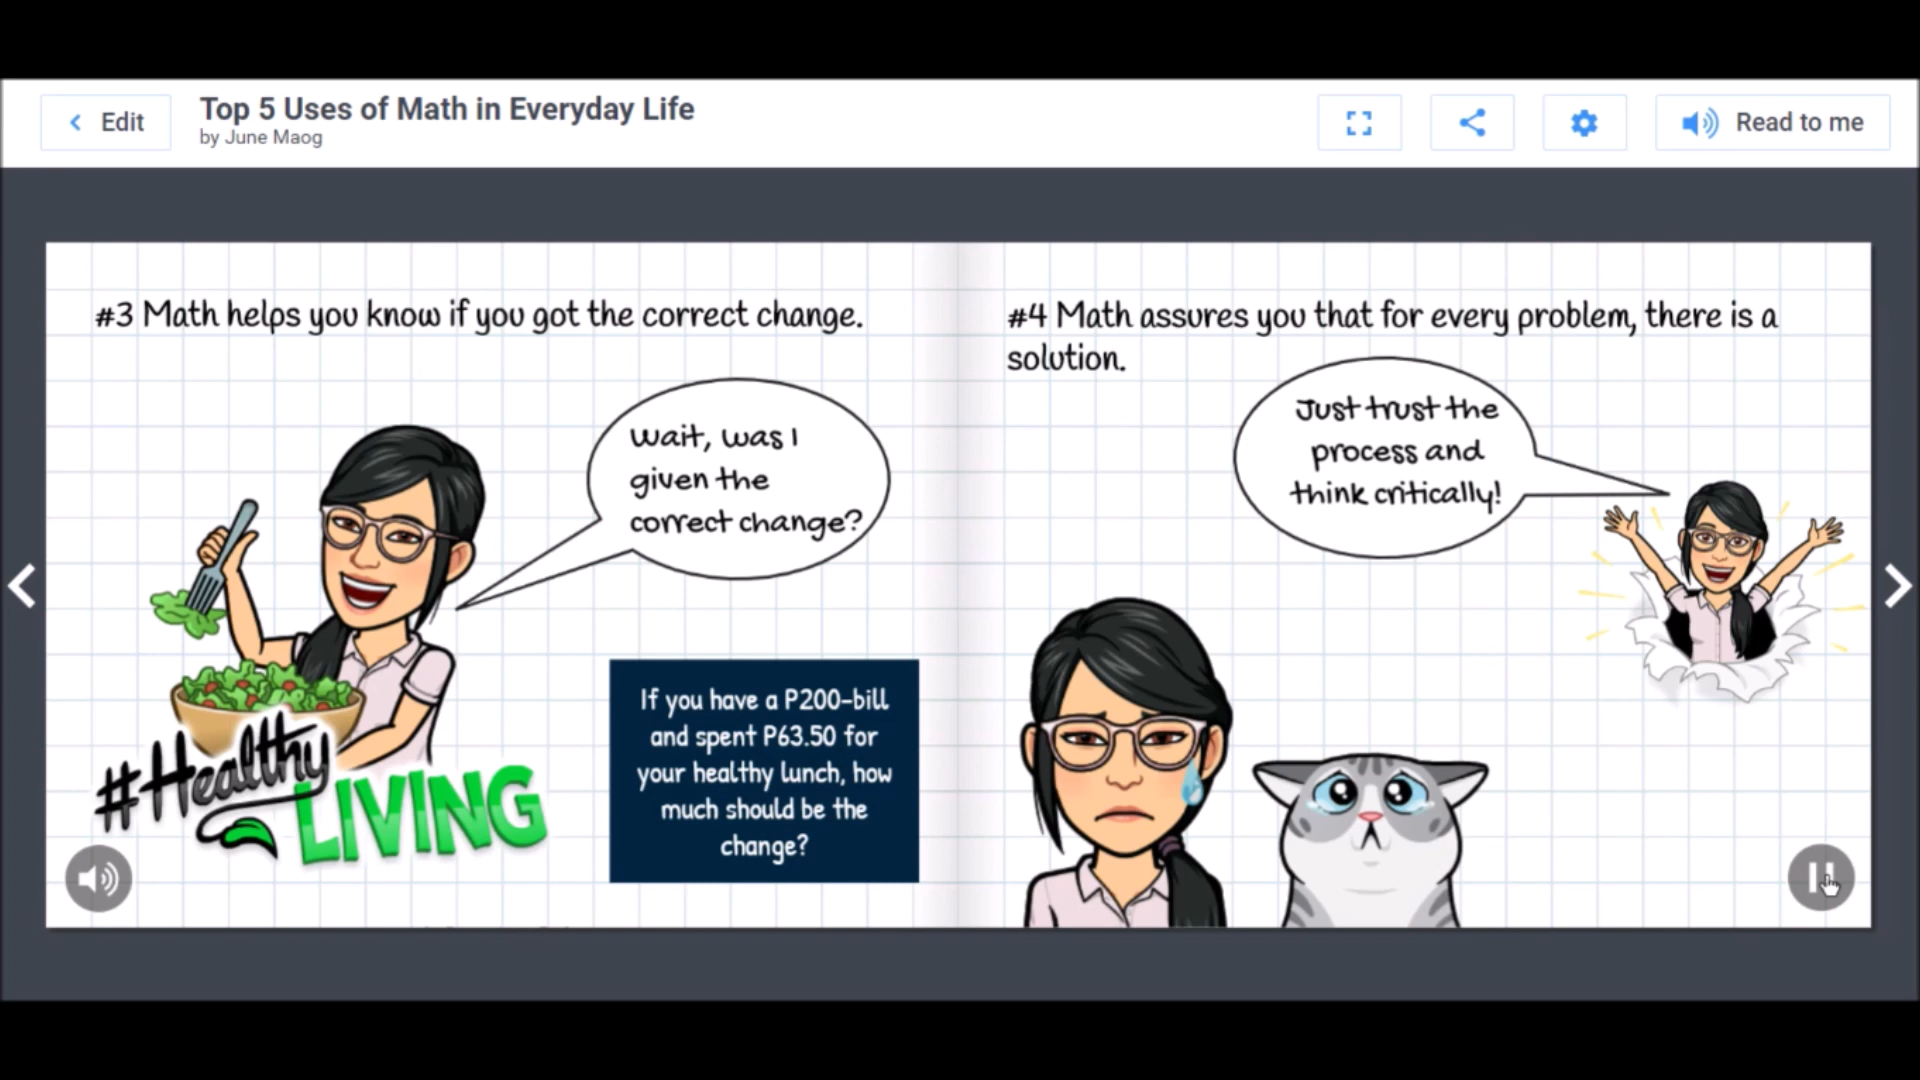 Edit
Top 5 Uses of Math in Everyday Life
by June Maog
Read to me
#3 Math helps you know if you got the correct change.
Wait, was I
given the
correct change?
#Healthy
LIVING
If you have a P200-bill
and spent P63.50 for
your healthy lunch, how
much should be the
change?
#4 Math assures you that for every problem, there is a
solution.
Just trust the
process and
think critically!